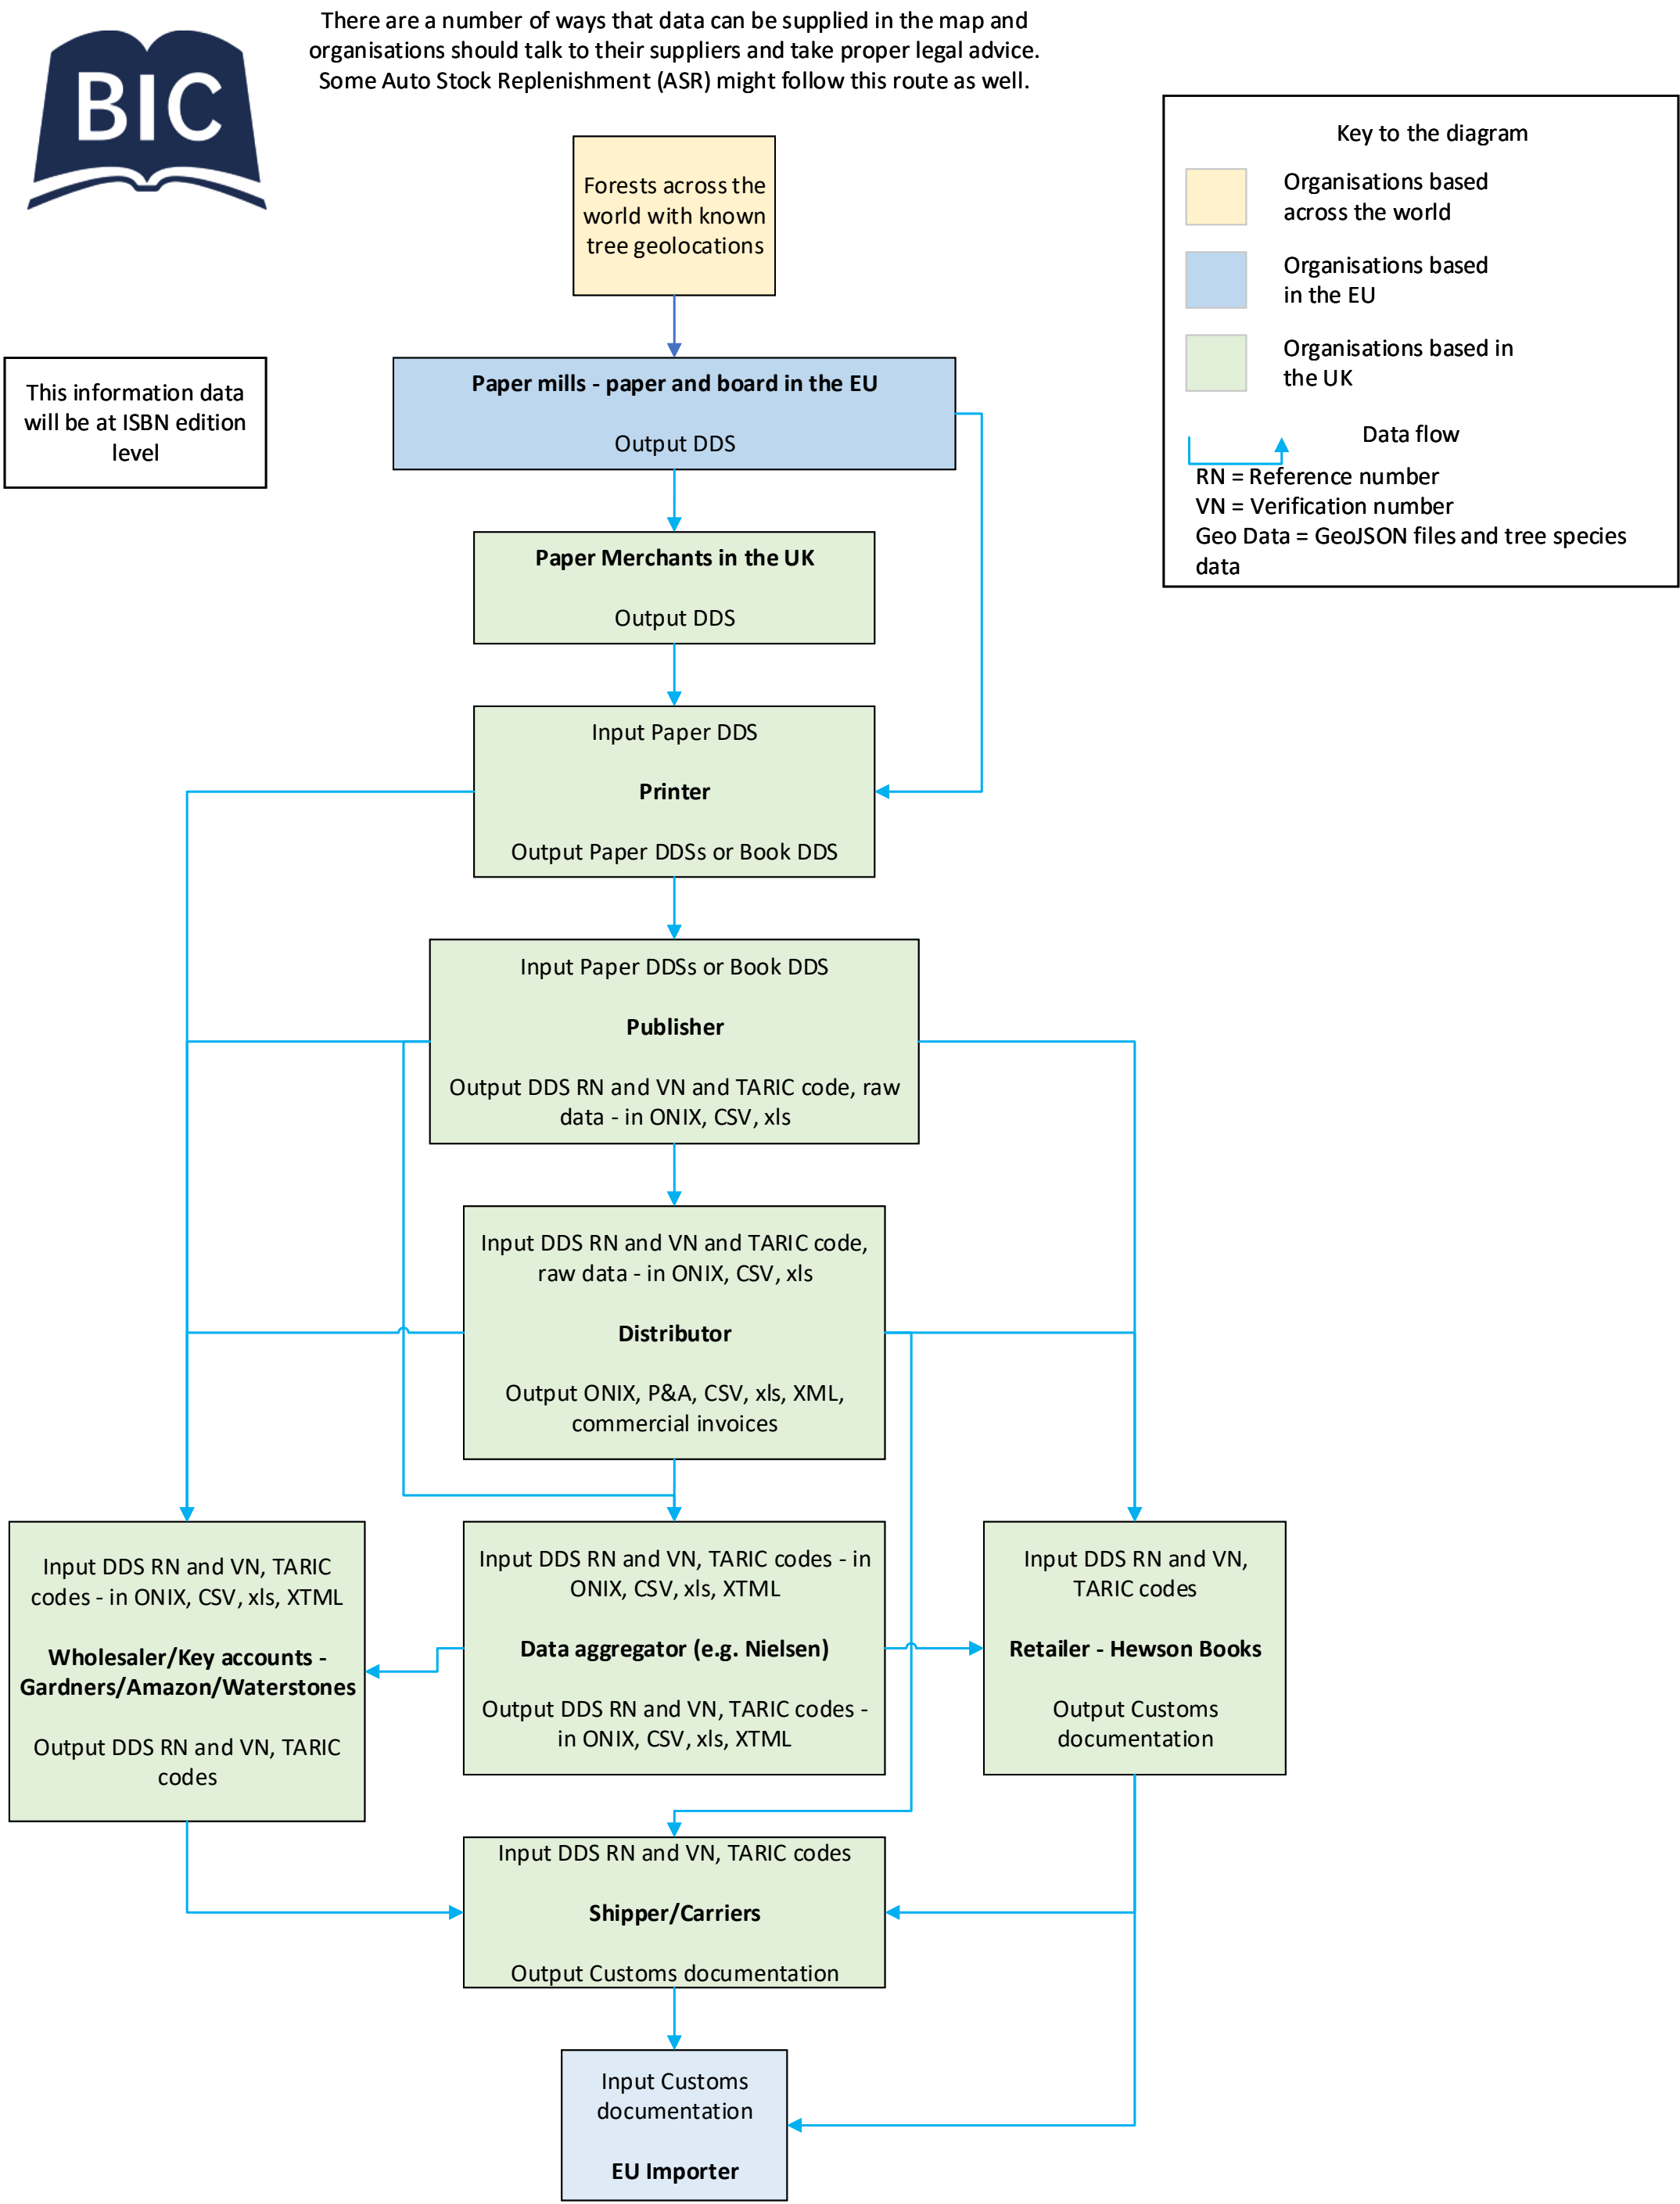 There are a number of ways that data can be supplied in the map and
organisations should talk to their suppliers and take proper legal advice.
Some Auto Stock Replenishment (ASR) might follow this route as well.
BIC
Key to the diagram
Organisations based
across the world
Organisations based
in the EU
Organisations based in
the UK
Data flow
RN = Reference number
VN = Verification number
Geo Data = GeoJSON files and tree species
data
Forests across the
world with known
tree geolocations
This information data
will be at ISBN edition
level
Paper mills - paper and board in the EU
Output DDS
Paper Merchants in the UK
Output DDS
Input Paper DDS
Printer
Output Paper DDSs or Book DDS
Input Paper DDSs or Book DDS
Publisher
Output DDS RN and VN and TARIC code, raw
data - in ONIX, CSV, xls
Input DDS RN and VN and TARIC code,
raw data - in ONIX, CSV, xls
Distributor
Output ONIX, P&A, CSV, xls, XML,
commercial invoices
Input DDS RN and VN, TARIC
codes - in ONIX, CSV, xls, XTML
Wholesaler/Key accounts -
Gardners/Amazon/Waterstones
Output DDS RN and VN, TARIC
codes
Input DDS RN and VN, TARIC codes - in
ONIX, CSV, xls, XTML
Data aggregator (e.g. Nielsen)
Output DDS RN and VN, TARIC codes -
in ONIX, CSV, xls, XTML
Input DDS RN and VN,
TARIC codes
Retailer - Hewson Books
Output Customs
documentation
Input DDS RN and VN, TARIC codes
Shipper/Carriers
Output Customs documentation
Input Customs
documentation
EU Importer